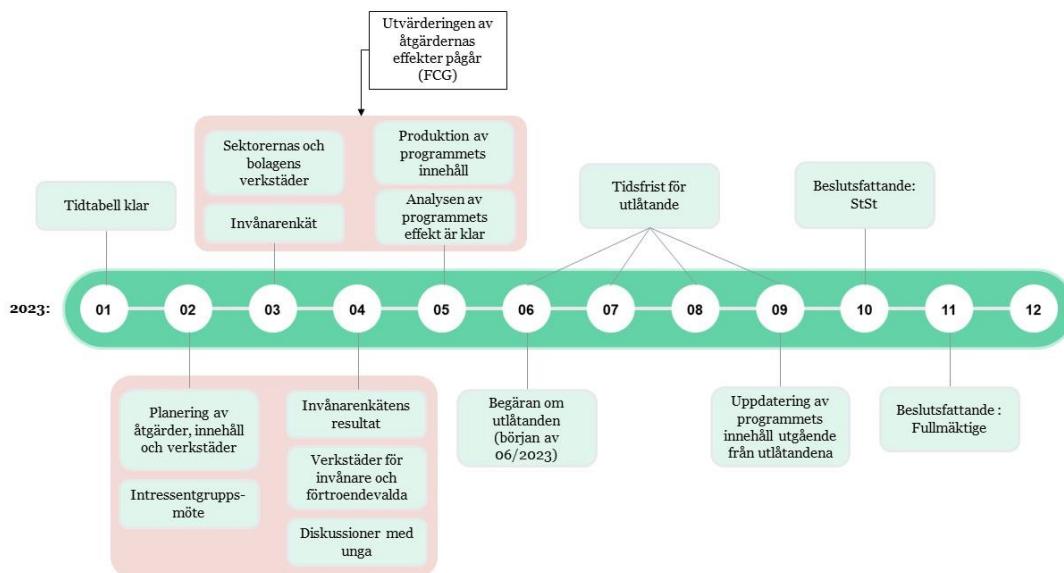 Utvärderingen av
åtgärdernas
effekter pågår
(FCG)
Sektorernas och
bolagens
verkstäder
Produktion av
programmets
innehåll
Tidtabell klar
Invånarenkät
Analysen av
programmets
effekt är klar
Tidsfrist för
utlåtande
Beslutsfattande:
StSt
2023:
01
02
03
04
05
06
07
08
09
10
11
12
Planering av
åtgärder, innehåll
och verkstäder
Intressentgrupps-
möte
Invånarenkätens
resultat
Verkstäder för
invånare och
förtroendevalda
Diskussioner med
unga
Begäran om
utlåtanden
(början av
06/2023)
Uppdatering av
programmets
innehåll utgående
från utlåtandena
Beslutsfattande :
Fullmäktige